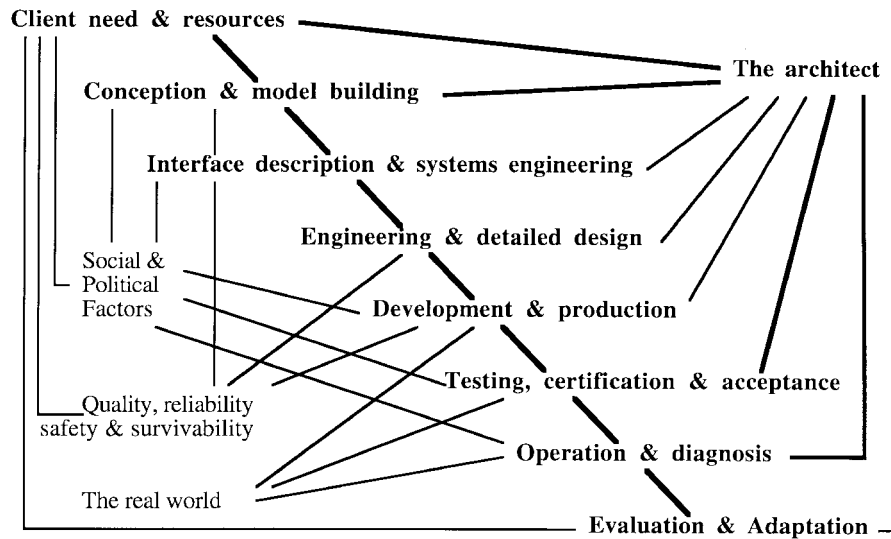 Client need & resources
The architect
Conception & model building
Interface description & systems engineering
Engineering & detailed design
Social &
Political
Factors
Development & production
Testing, certification & acceptance
Quality, reliability
safety & survivability
Operation & diagnosis
The real world
Evaluation & Adaptation